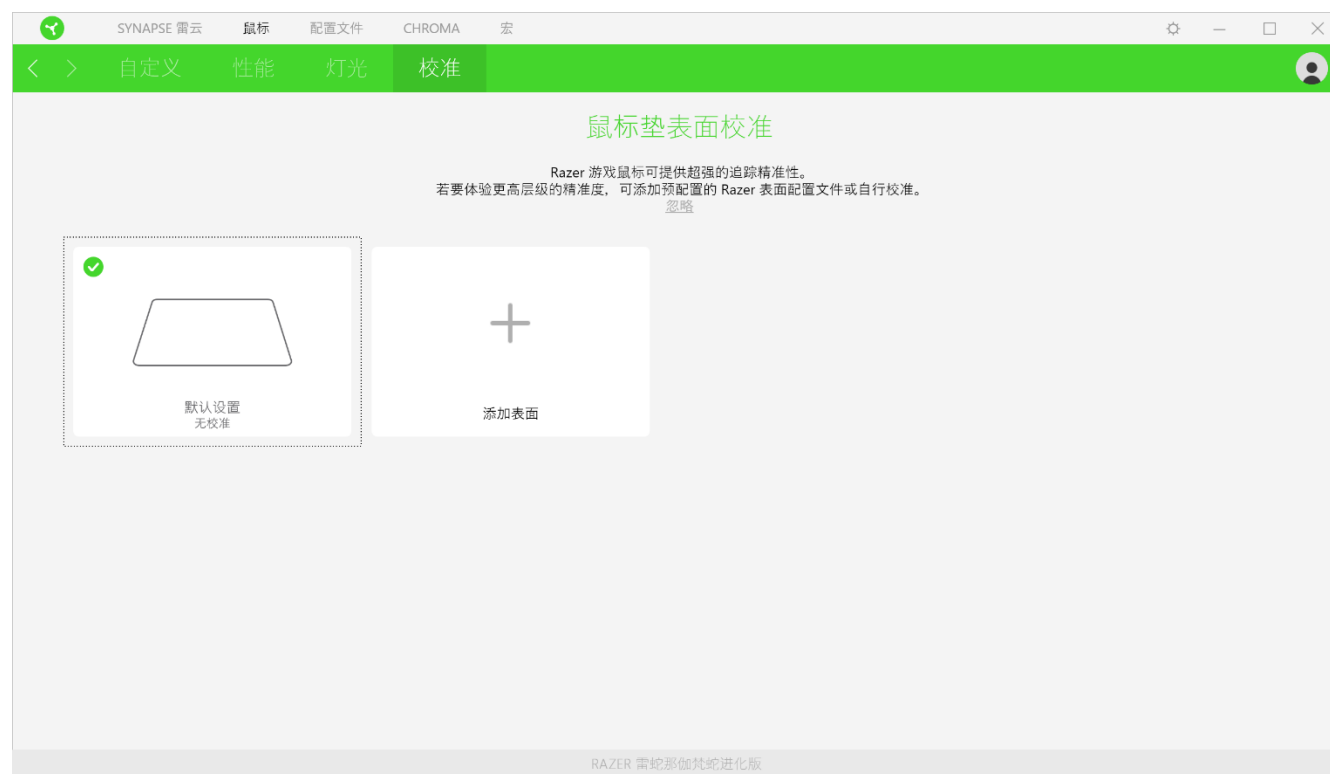 SYNAPSE 雷云 鼠标 配置文件 CHROMA 宏
自定义 性能 灯光 校准
鼠标垫表面校准
Razer 游戏鼠标可提供超强的追踪精准性。
若要体验更高层级的精准度，可添加预配置的 Razer 表面配置文件或自行校准。
忽略
默认设置
无校准
添加表面
RAZER 雷蛇那伽梵蛇进化版